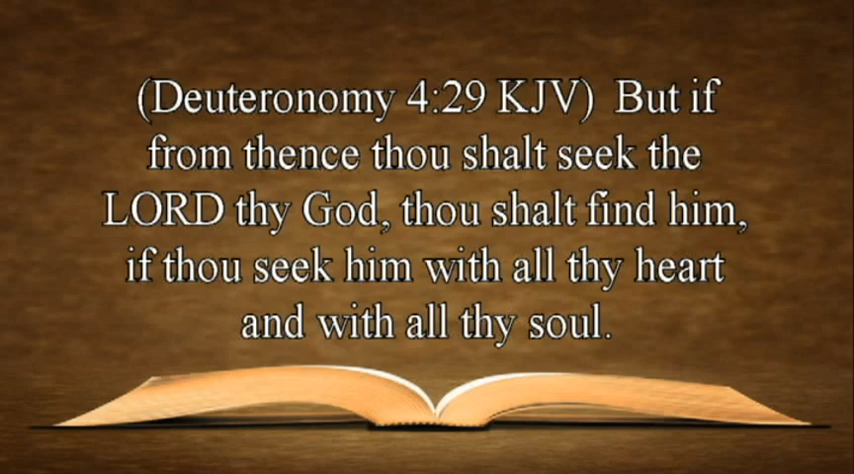 (Deuteronomy 4:29 KJV)  But if
from thence thou shalt seek the
LORD thy God, thou shalt find him,
if thou seek him with all thy heart
and with all thy soul.